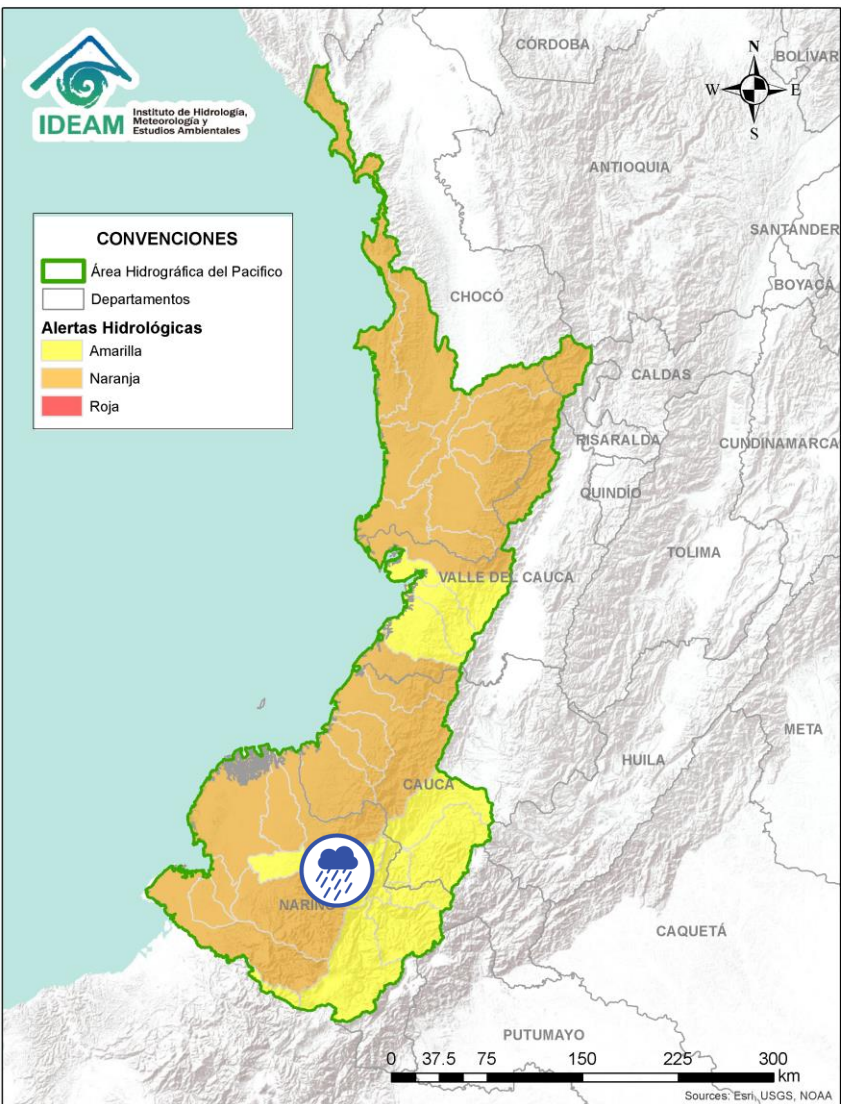 IDEAM
Instituto de Hidrología,
Meteorología y
Estudios Ambientales
CÓRDOBA
BOLÍVAR
N
W
E
S
ANTIOQUIA
SANTANDER
BOYACÁ
CONVENCIONES
Área Hidrográfica del Pacifico
Departamentos
Alertas Hidrológicas
Amarilla
Naranja
Roja
CHOCÓ
CALDAS
RISARALDA
CUNDINAMARCA
QUINDÍO
TOLIMA
VALLE DEL CAUCA
META
HUILA
CAUCA
NARIÑO
CAQUETÁ
PUTUMAYO
0 37.5 75 150 225 300
km
Sources: Esri, USGS, NOAA